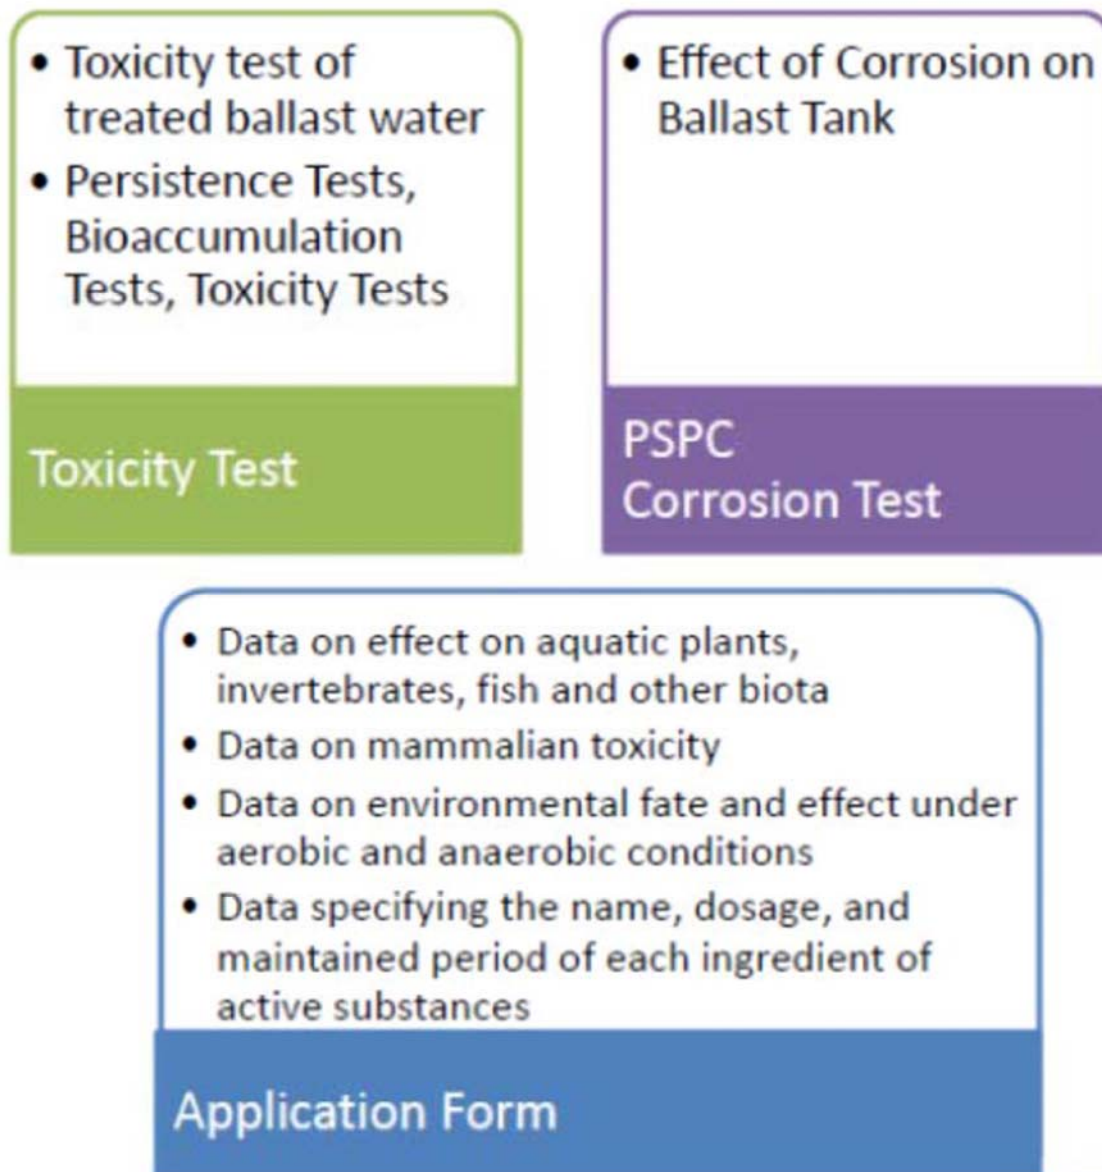 • Toxicity test of
treated ballast water
• Persistence Tests,
Bioaccumulation
Tests, Toxicity Tests
Toxicity Test
• Effect of Corrosion on
Ballast Tank
PSPC
Corrosion Test
• Data on effect on aquatic plants,
invertebrates, fish and other biota
• Data on mammalian toxicity
• Data on environmental fate and effect under
aerobic and anaerobic conditions
• Data specifying the name, dosage, and
maintained period of each ingredient of
active substances
Application Form